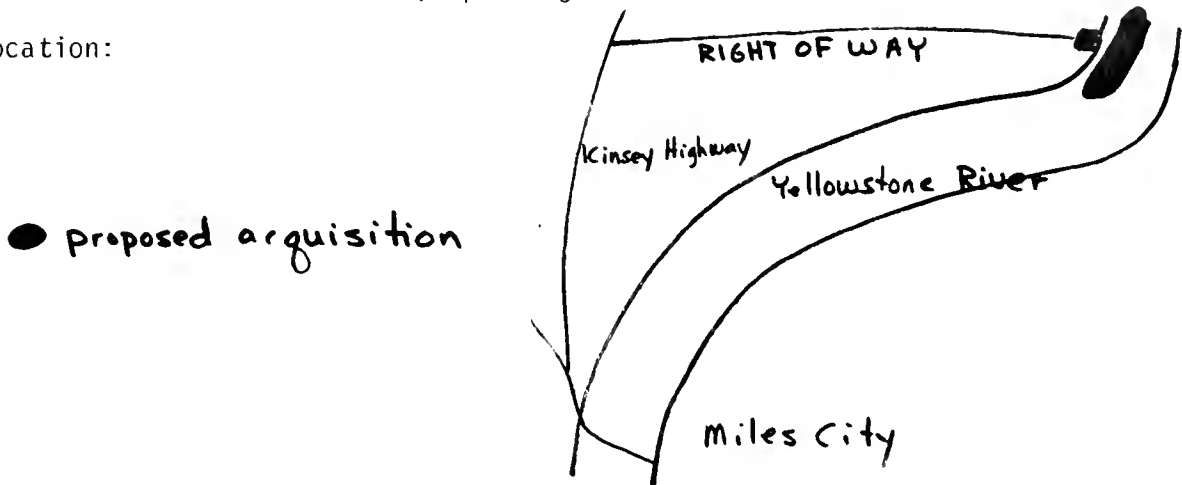 ocation:
RIGHT OF WAY
Kinsey Highway
Yellowstone River
proposed acquisition
Miles City